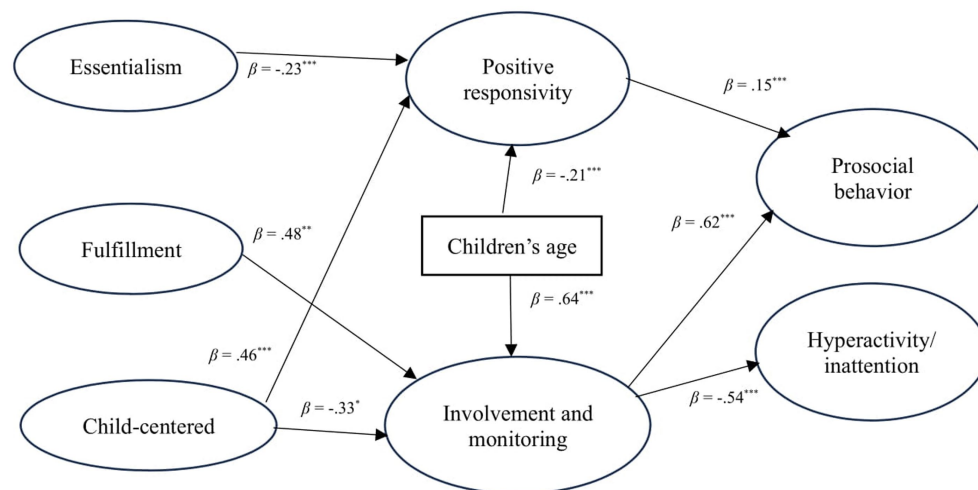 Essentialism
β = -.23***
Positive
responsivity
β = .15***
Prosocial
behavior
β = -.21***
Fulfillment
β = .48**
Children's age
β = .62***
β = .64***
Hyperactivity/
inattention
β = .46***
β = -.54***
Child-centered
β = -.33*
Involvement and
monitoring